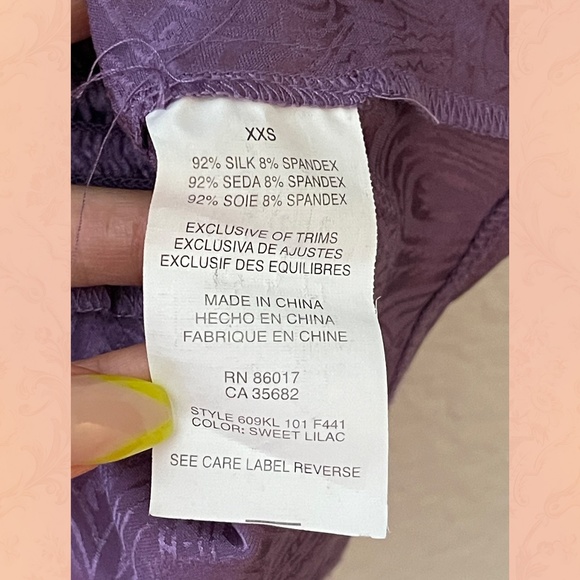 XXS
92% SILK 8% SPANDEX
92% SEDA 8% SPANDEX
92% SOIE 8% SPANDEX
EXCLUSIVE OF TRIMS
EXCLUSIVA DE AJUSTES
EXCLUSIF DES EQUILIBRES
MADE IN CHINA
HECHO EN CHINA
FABRIQUE EN CHINE
RN 86017
CA 35682
STYLE 609KL 101 F441
COLOR: SWEET LILAC
SEE CARE LABEL REVERSE